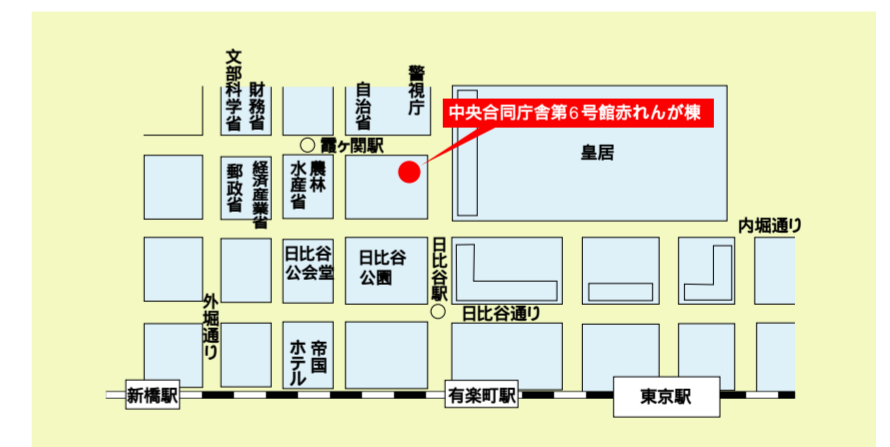 文部科学省
財務省
自治省
警視庁
中央合同庁舎第6号館赤れんが棟
霞ヶ関駅
皇居
郵政省
経済産業省
農林
水産省
内堀通り
日比谷
公会堂
日比谷
公園
日比谷駅
外堀通り
日比谷通り
帝国
ホテル
新橋駅
有楽町駅
東京駅